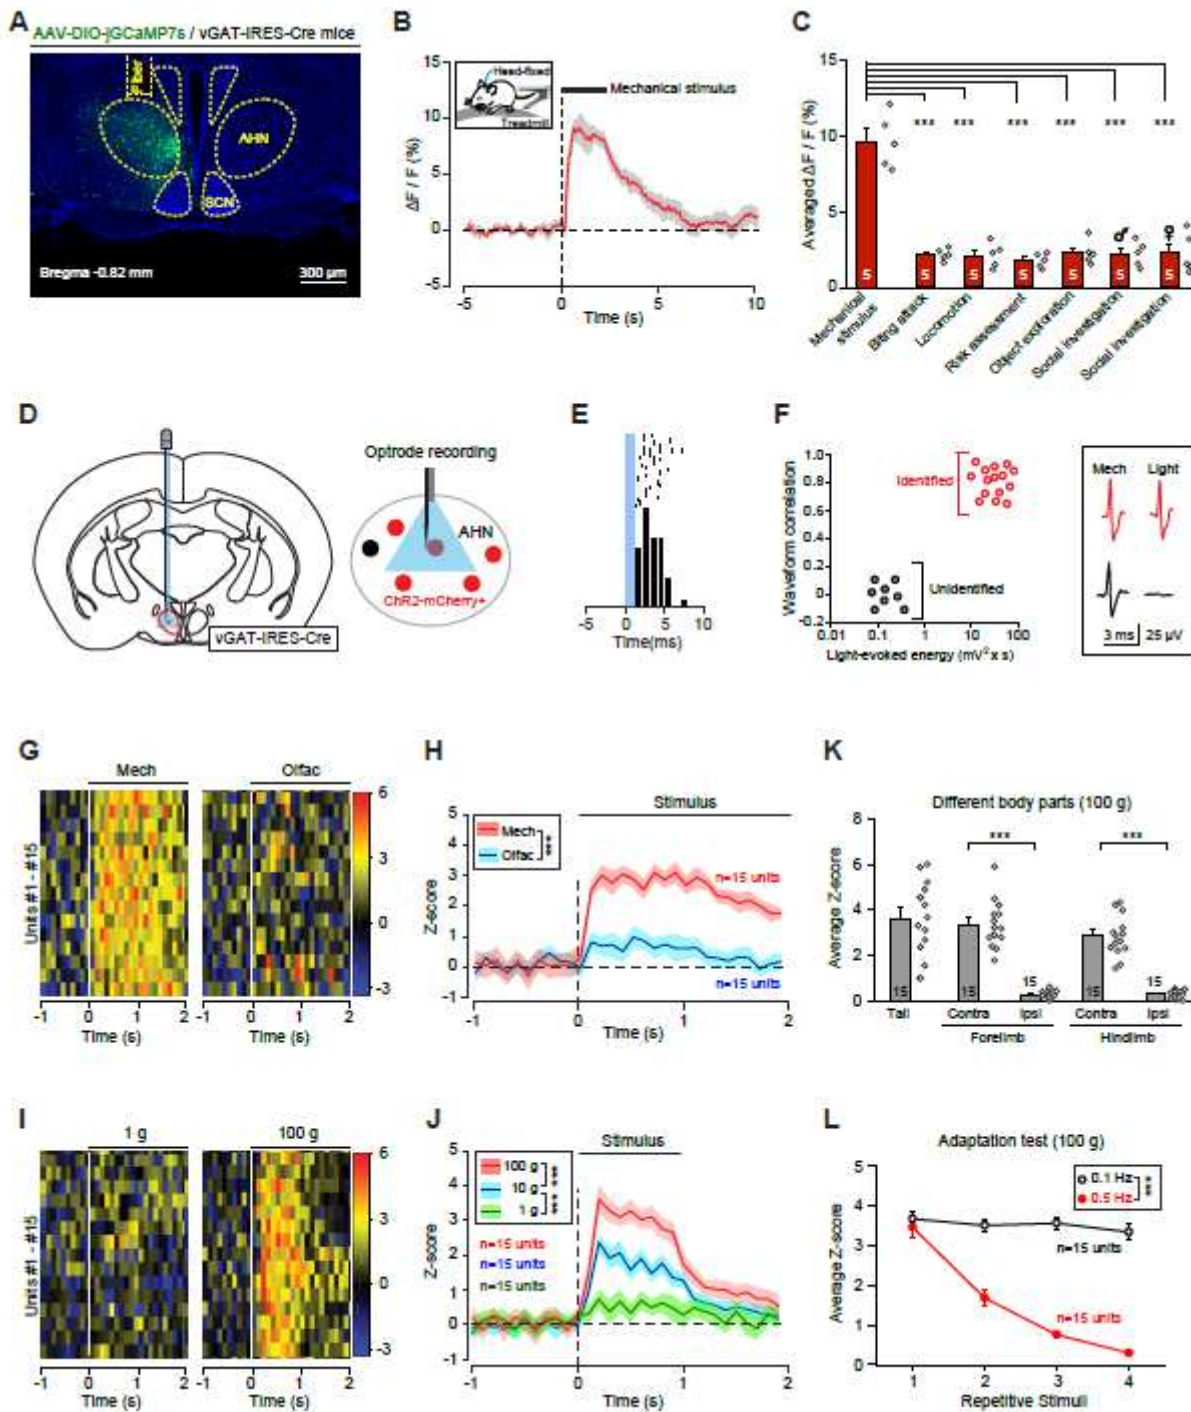 A
AAV-DIO-jGCaMP7s / vGAT-IRES-Cre mice
Fiber
AHN
SCN
Bregma -0.82 mm
300 µm
B
Head-fixed
Treadmill
Mechanical stimulus
ΔF / F (%)
15
10
5
0
-5
-5 0 5 10
Time (s)
C
Averaged ΔF / F (%)
15
10
5
0
*** *** *** *** *** ***
♂ ♀
5 5 5 5 5 5 5
Mechanical stimulus
Biting attack
Locomotion
Risk assessment
Object exploration
Social investigation
Social investigation
D
vGAT-IRES-Cre
Optrode recording
AHN
ChR2-mCherry+
E
-5 0 5 10
Time(ms)
F
Waveform correlation
1.0
0.8
0.6
0.4
0.2
0
-0.2
Identified
Unidentified
0.01 0.1 1 10 100
Light-evoked energy (mV² x s)
Mech Light
3 ms 25 µV
G
Mech Olfac
Units #1 - #15
6
3
0
-3
-1 0 1 2 -1 0 1 2
Time (s) Time (s)
H
Stimulus
Mech
Olfac
***
n=15 units
n=15 units
Z-score
5
4
3
2
1
0
-1
-1 0 1 2
Time (s)
K
Different body parts (100 g)
Average Z-score
8
6
4
2
0
*** ***
15 15 15 15 15
Tail Contra Ipsi Contra Ipsi
Forelimb Hindlimb
I
1 g 100 g
Units #1 - #15
6
3
0
-3
-1 0 1 2 -1 0 1 2
Time (s) Time (s)
J
Stimulus
100 g
10 g
1 g
***
***
n=15 units
n=15 units
n=15 units
Z-score
5
4
3
2
1
0
-1
-1 0 1 2
Time (s)
L
Adaptation test (100 g)
0.1 Hz
0.5 Hz
***
n=15 units
n=15 units
Average Z-score
5
4
3
2
1
0
1 2 3 4
Repetitive Stimuli